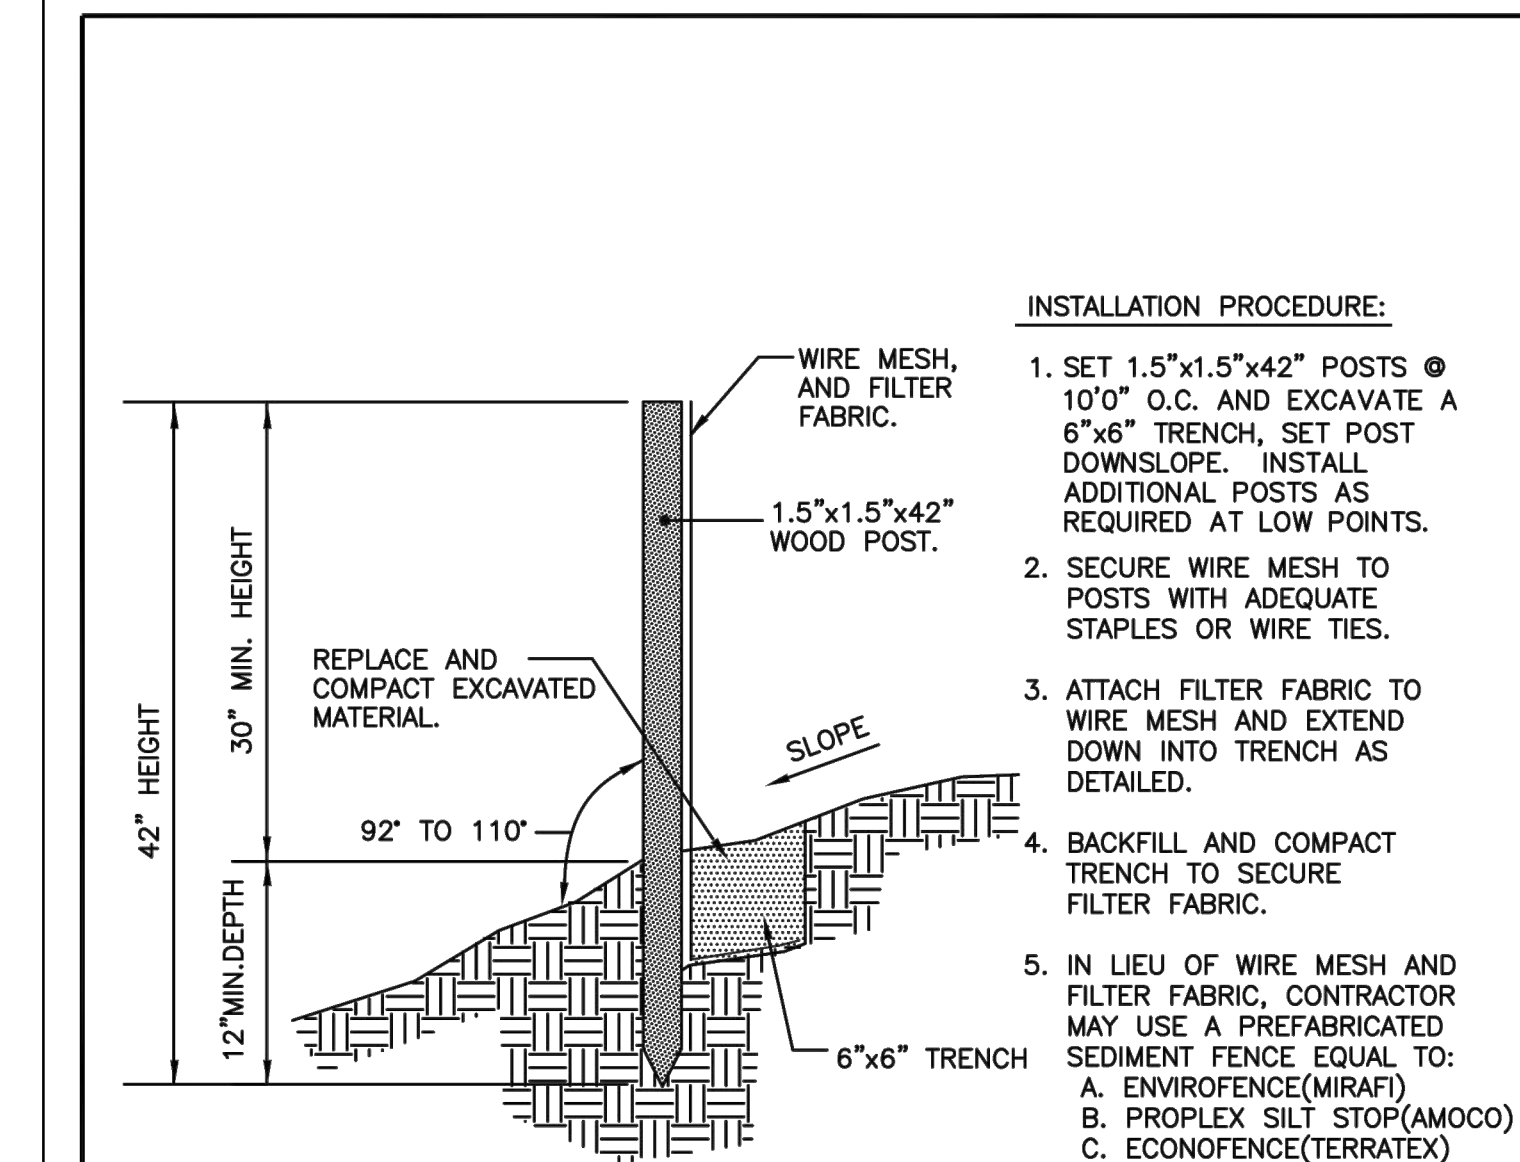 INSTALLATION PROCEDURE:
WIRE MESH,
AND FILTER
FABRIC.
1.5"x1.5"x42"
WOOD POST.
REPLACE AND
COMPACT EXCAVATED
MATERIAL.
SLOPE
92° TO 110°
42" HEIGHT
30" MIN. HEIGHT
12"MIN.DEPTH
6"x6" TRENCH
1. SET 1.5"x1.5"x42" POSTS @
10'0" O.C. AND EXCAVATE A
6"x6" TRENCH, SET POST
DOWNSLOPE. INSTALL
ADDITIONAL POSTS AS
REQUIRED AT LOW POINTS.
2. SECURE WIRE MESH TO
POSTS WITH ADEQUATE
STAPLES OR WIRE TIES.
3. ATTACH FILTER FABRIC TO
WIRE MESH AND EXTEND
DOWN INTO TRENCH AS
DETAILED.
4. BACKFILL AND COMPACT
TRENCH TO SECURE
FILTER FABRIC.
5. IN LIEU OF WIRE MESH AND
FILTER FABRIC, CONTRACTOR
MAY USE A PREFABRICATED
SEDIMENT FENCE EQUAL TO:
A. ENVIROFENCE(MIRAFI)
B. PROPLEX SILT STOP(AMOCO)
C. ECONOFENCE(TERRATEX)